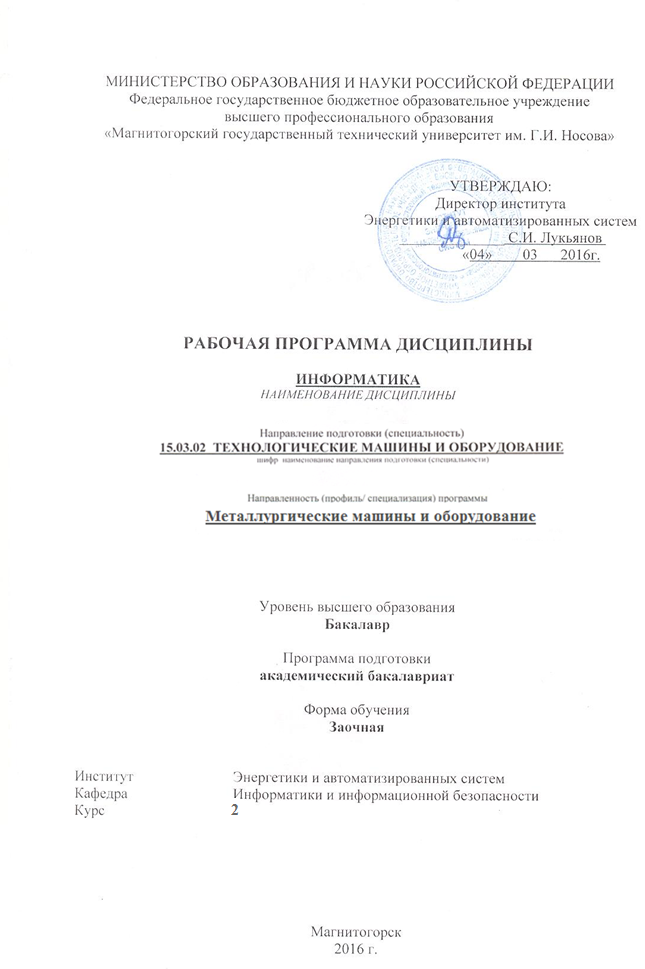 МИНИСТЕРСТВО ОБРАЗОВАНИЯ И НАУКИ РОССИЙСКОЙ ФЕДЕРАЦИИ
Федеральное государственное бюджетное образовательное учреждение
высшего профессионального образования
«Магнитогорский государственный технический университет им. Г.И. Носова»
УТВЕРЖДАЮ:
Директор института
Энергетики и автоматизированных систем
С.И. Лукьянов
«04» 03 2016г.
РАБОЧАЯ ПРОГРАММА ДИСЦИПЛИНЫ
ИНФОРМАТИКА
НАИМЕНОВАНИЕ ДИСЦИПЛИНЫ
Направление подготовки (специальность)
15.03.02 ТЕХНОЛОГИЧЕСКИЕ МАШИНЫ И ОБОРУДОВАНИЕ
шифр наименование направления подготовки (специальности)
Направленность (профиль/ специализация) программы
Металлургические машины и оборудование
Уровень высшего образования
Бакалавр
Программа подготовки
академический бакалавриат
Форма обучения
Заочная
Институт Энергетики и автоматизированных систем
Кафедра Информатики и информационной безопасности
Курс 2
Магнитогорск
2016 г.